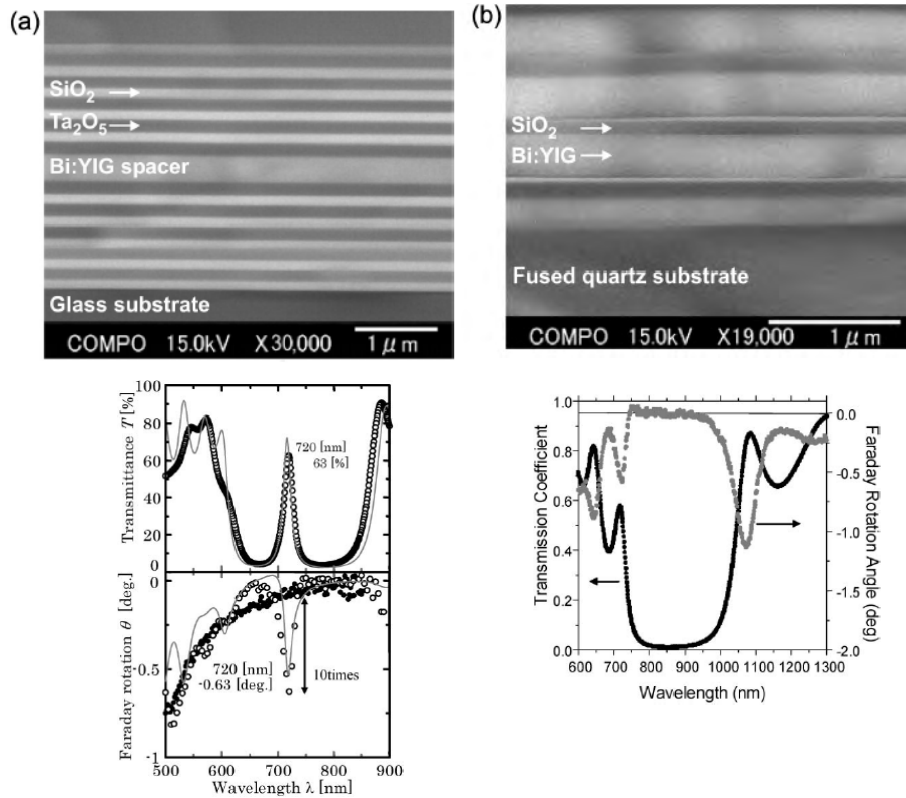 (a)
SiO2
Ta2O5
Bi:YIG spacer
Glass substrate
COMPO 15.0kV X30,000 1μm
(b)
SiO2
Bi:YIG
Fused quartz substrate
COMPO 15.0kV X19,000 1μm
Transmittance T [%]
100
80
60
40
20
0
720 [nm]
63 [%]
Faraday rotation θ [deg.]
0
-0.5
-1
720 [nm]
-0.63 [deg.]
10times
500 600 700 800 900
Wavelength λ [nm]
Transmission Coefficient
1.0
0.8
0.6
0.4
0.2
0.0
0.0
-0.5
-1.0
-1.5
-2.0
Faraday Rotation Angle (deg)
600 700 800 900 1000 1100 1200 1300
Wavelength (nm)